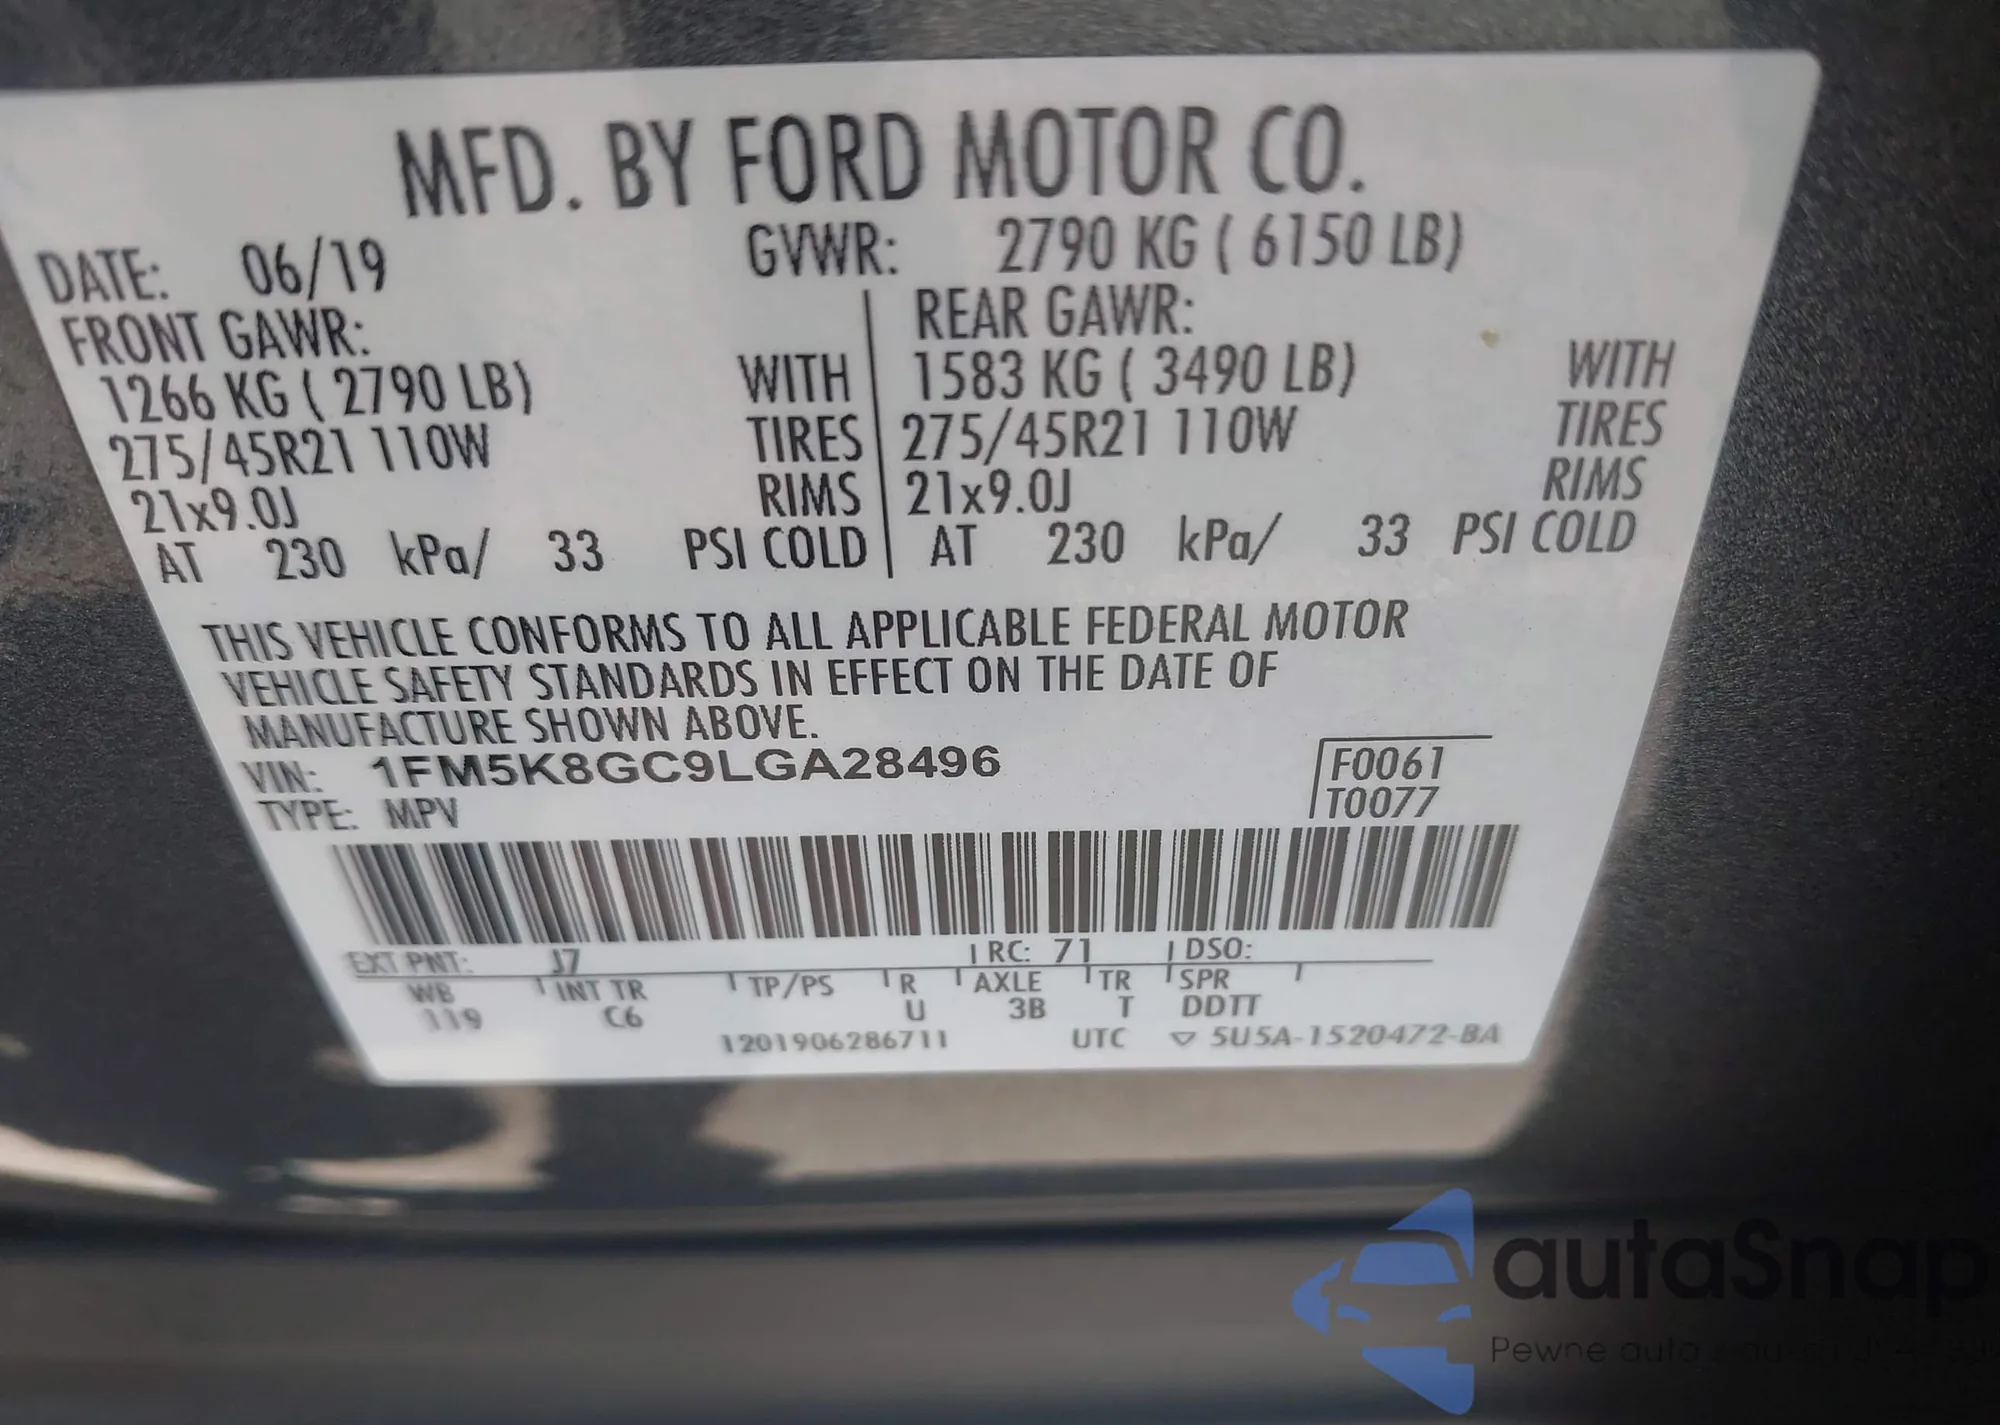 MFD. BY FORD MOTOR CO.
DATE: 06/19 GVWR: 2790 KG ( 6150 LB)
FRONT GAWR: REAR GAWR:
1266 KG ( 2790 LB) WITH 1583 KG ( 3490 LB) WITH
275/45R21 110W TIRES 275/45R21 110W TIRES
21x9.0J RIMS 21x9.0J RIMS
AT 230 kPa/ 33 PSI COLD AT 230 kPa/ 33 PSI COLD
THIS VEHICLE CONFORMS TO ALL APPLICABLE FEDERAL MOTOR
VEHICLE SAFETY STANDARDS IN EFFECT ON THE DATE OF
MANUFACTURE SHOWN ABOVE.
VIN: 1FM5K8GC9LGA28496 F0061
TYPE: MPV T0077
EXT PNT: J7 RC: 71 DSO:
WB INT TR TP/PS R AXLE TR SPR
119 C6 U 3B T DDTT
1201906286711 UTC ▽ 5U5A-1520472-BA
autaSnap
Pewne auta